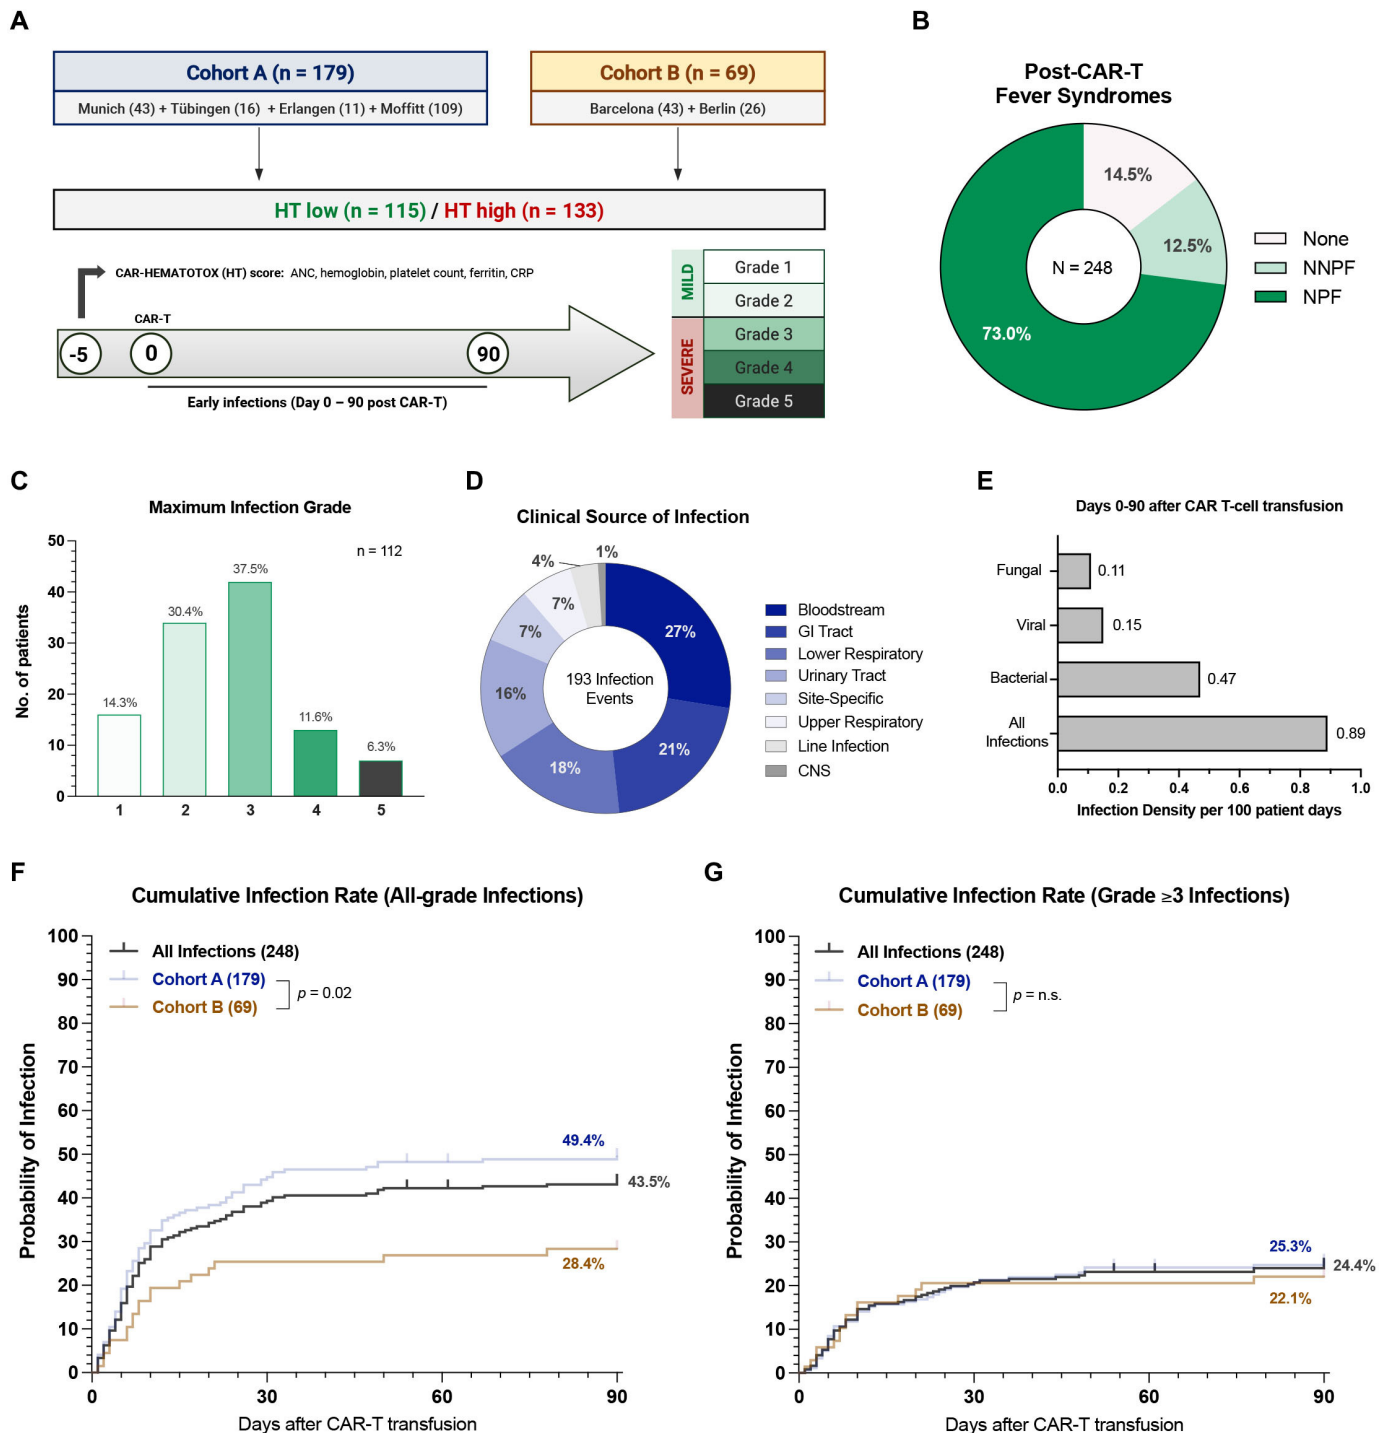 A
Cohort A (n = 179)
Munich (43) + Tübingen (16) + Erlangen (11) + Moffitt (109)
Cohort B (n = 69)
Barcelona (43) + Berlin (26)
HT low (n = 115) / HT high (n = 133)
CAR-HEMATOTOX (HT) score: ANC, hemoglobin, platelet count, ferritin, CRP
CAR-T
-5
0
90
Early infections (Day 0 – 90 post CAR-T)
MILD
SEVERE
Grade 1
Grade 2
Grade 3
Grade 4
Grade 5
B
Post-CAR-T
Fever Syndromes
14.5%
12.5%
73.0%
N = 248
None
NNPF
NPF
C
Maximum Infection Grade
n = 112
No. of patients
50
40
30
20
10
0
14.3%
30.4%
37.5%
11.6%
6.3%
1
2
3
4
5
D
Clinical Source of Infection
27%
21%
18%
16%
7%
7%
4%
1%
193 Infection
Events
Bloodstream
GI Tract
Lower Respiratory
Urinary Tract
Site-Specific
Upper Respiratory
Line Infection
CNS
E
Days 0-90 after CAR T-cell transfusion
Fungal
0.11
Viral
0.15
Bacterial
0.47
All
Infections
0.89
0.0
0.2
0.4
0.6
0.8
1.0
Infection Density per 100 patient days
F
Cumulative Infection Rate (All-grade Infections)
All Infections (248)
Cohort A (179)
Cohort B (69)
p = 0.02
Probability of Infection
100
90
80
70
60
50
40
30
20
10
0
49.4%
43.5%
28.4%
0
30
60
90
Days after CAR-T transfusion
G
Cumulative Infection Rate (Grade ≥3 Infections)
All Infections (248)
Cohort A (179)
Cohort B (69)
p = n.s.
Probability of Infection
100
90
80
70
60
50
40
30
20
10
0
25.3%
24.4%
22.1%
0
30
60
90
Days after CAR-T transfusion